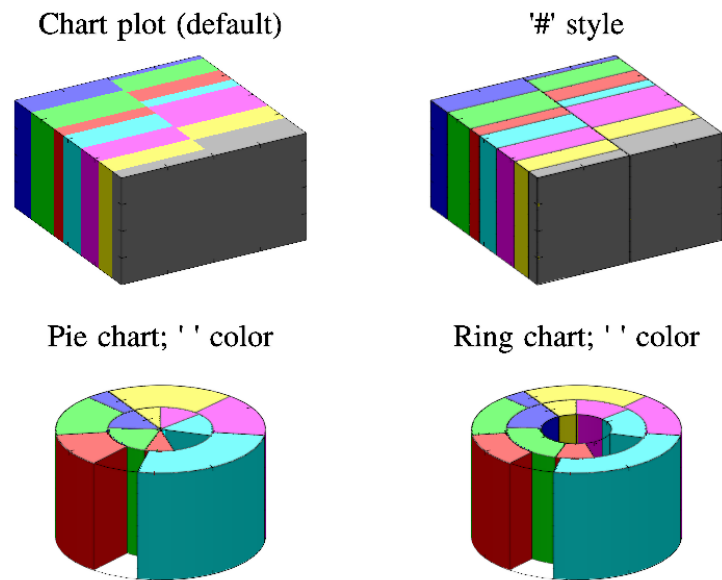 Chart plot (default)
'#' style
Pie chart; ' ' color
Ring chart; ' ' color